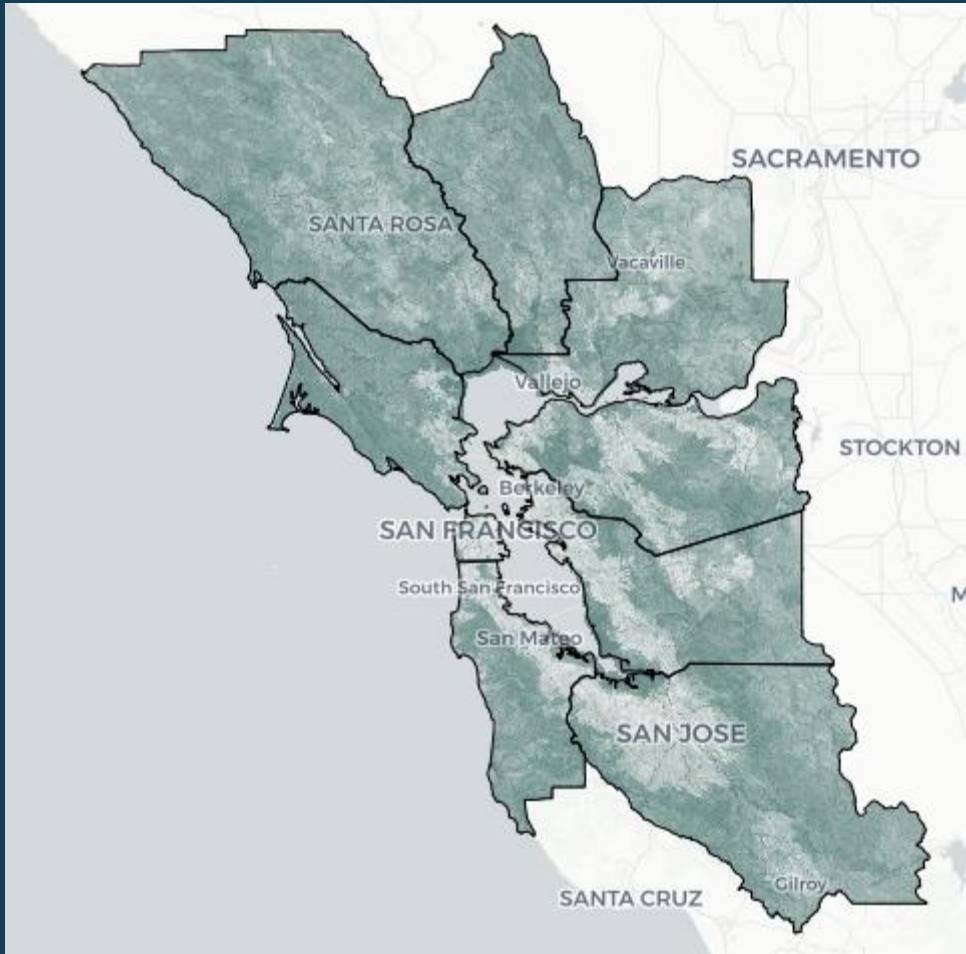 SACRAMENTO
SANTA ROSA
Vacaville
Vallejo
STOCKTON
Berkeley
SAN FRANCISCO
South San Francisco
M
San Mateo
SAN JOSE
Gilroy
SANTA CRUZ